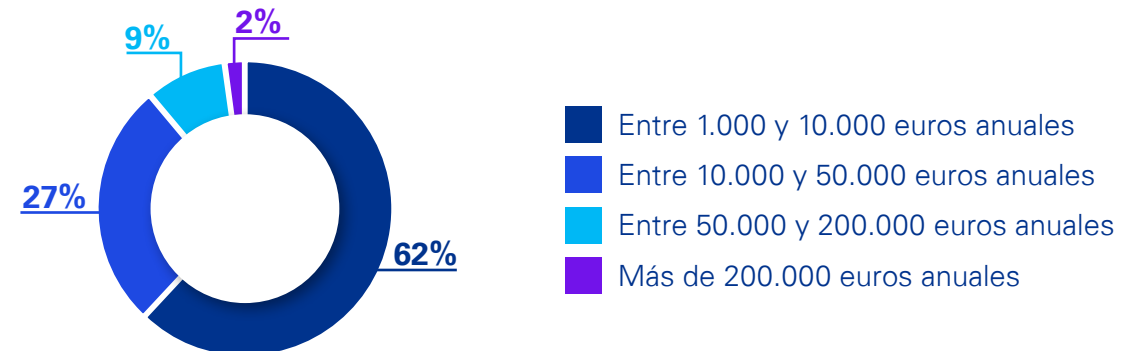 2%
9%
27%
62%
Entre 1.000 y 10.000 euros anuales
Entre 10.000 y 50.000 euros anuales
Entre 50.000 y 200.000 euros anuales
Más de 200.000 euros anuales